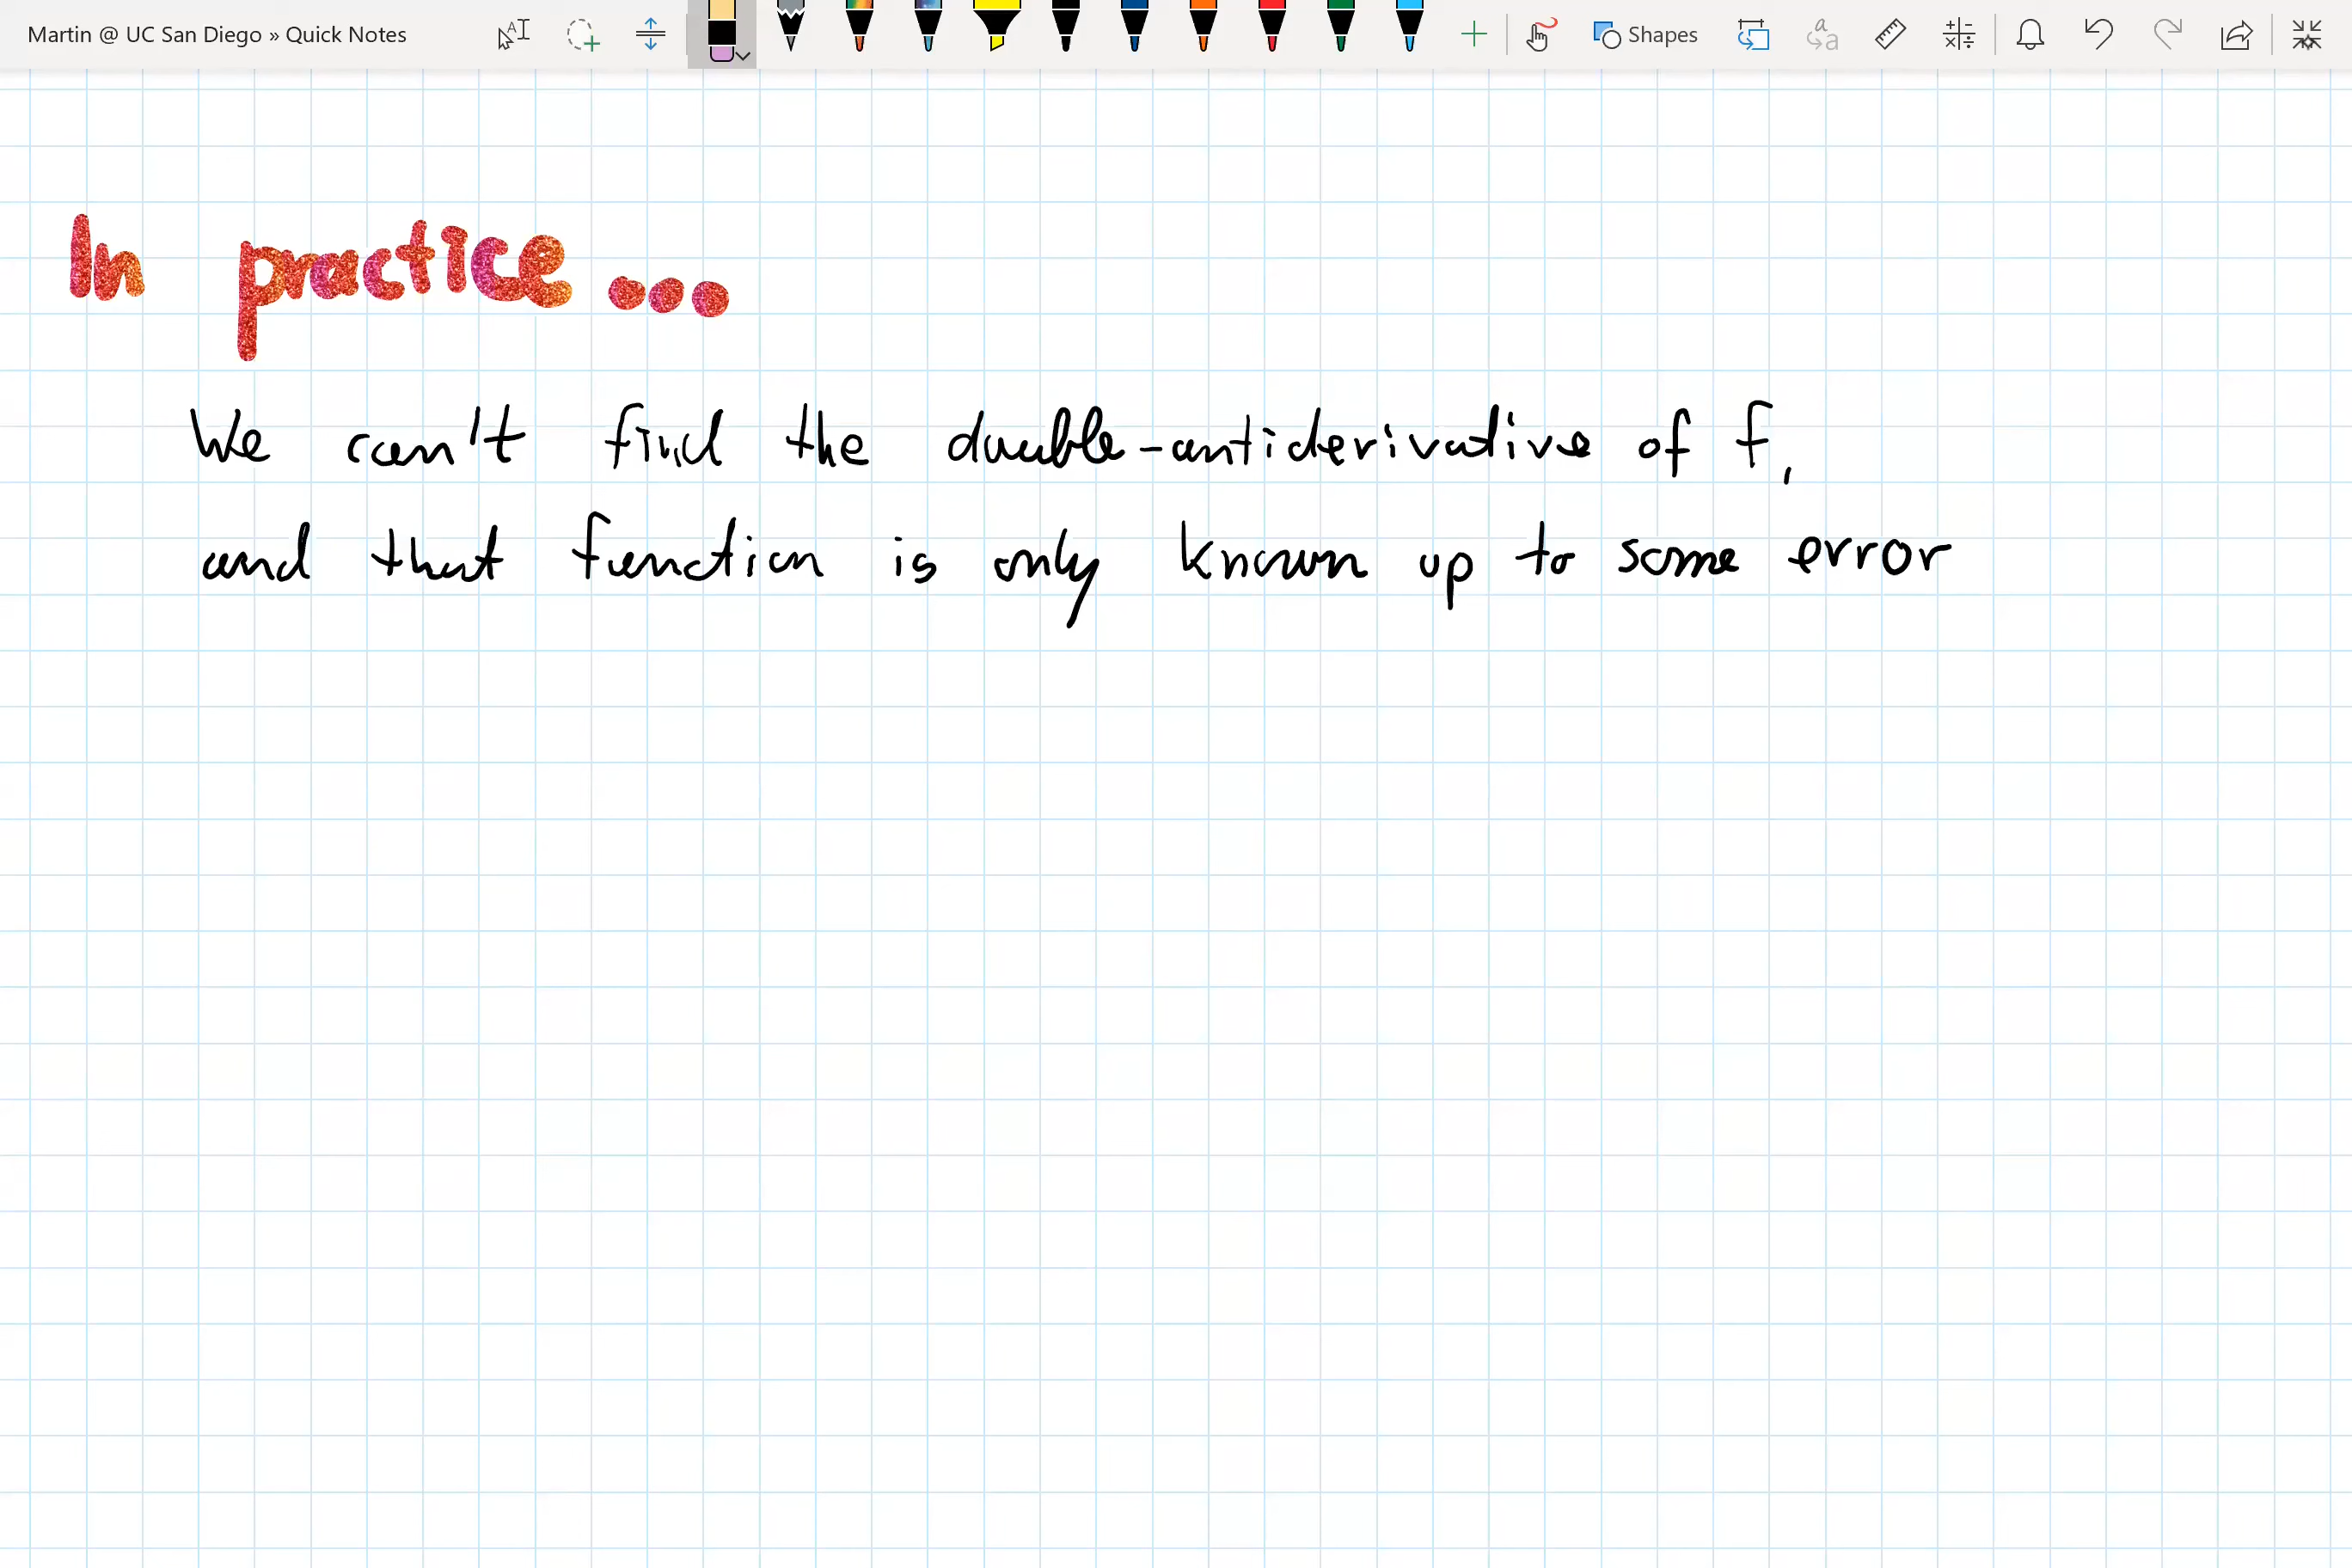 Martin @ UC San Diego » Quick Notes Shapes
In practice...
We can't find the double-antiderivative of f,
and that function is only known up to some error